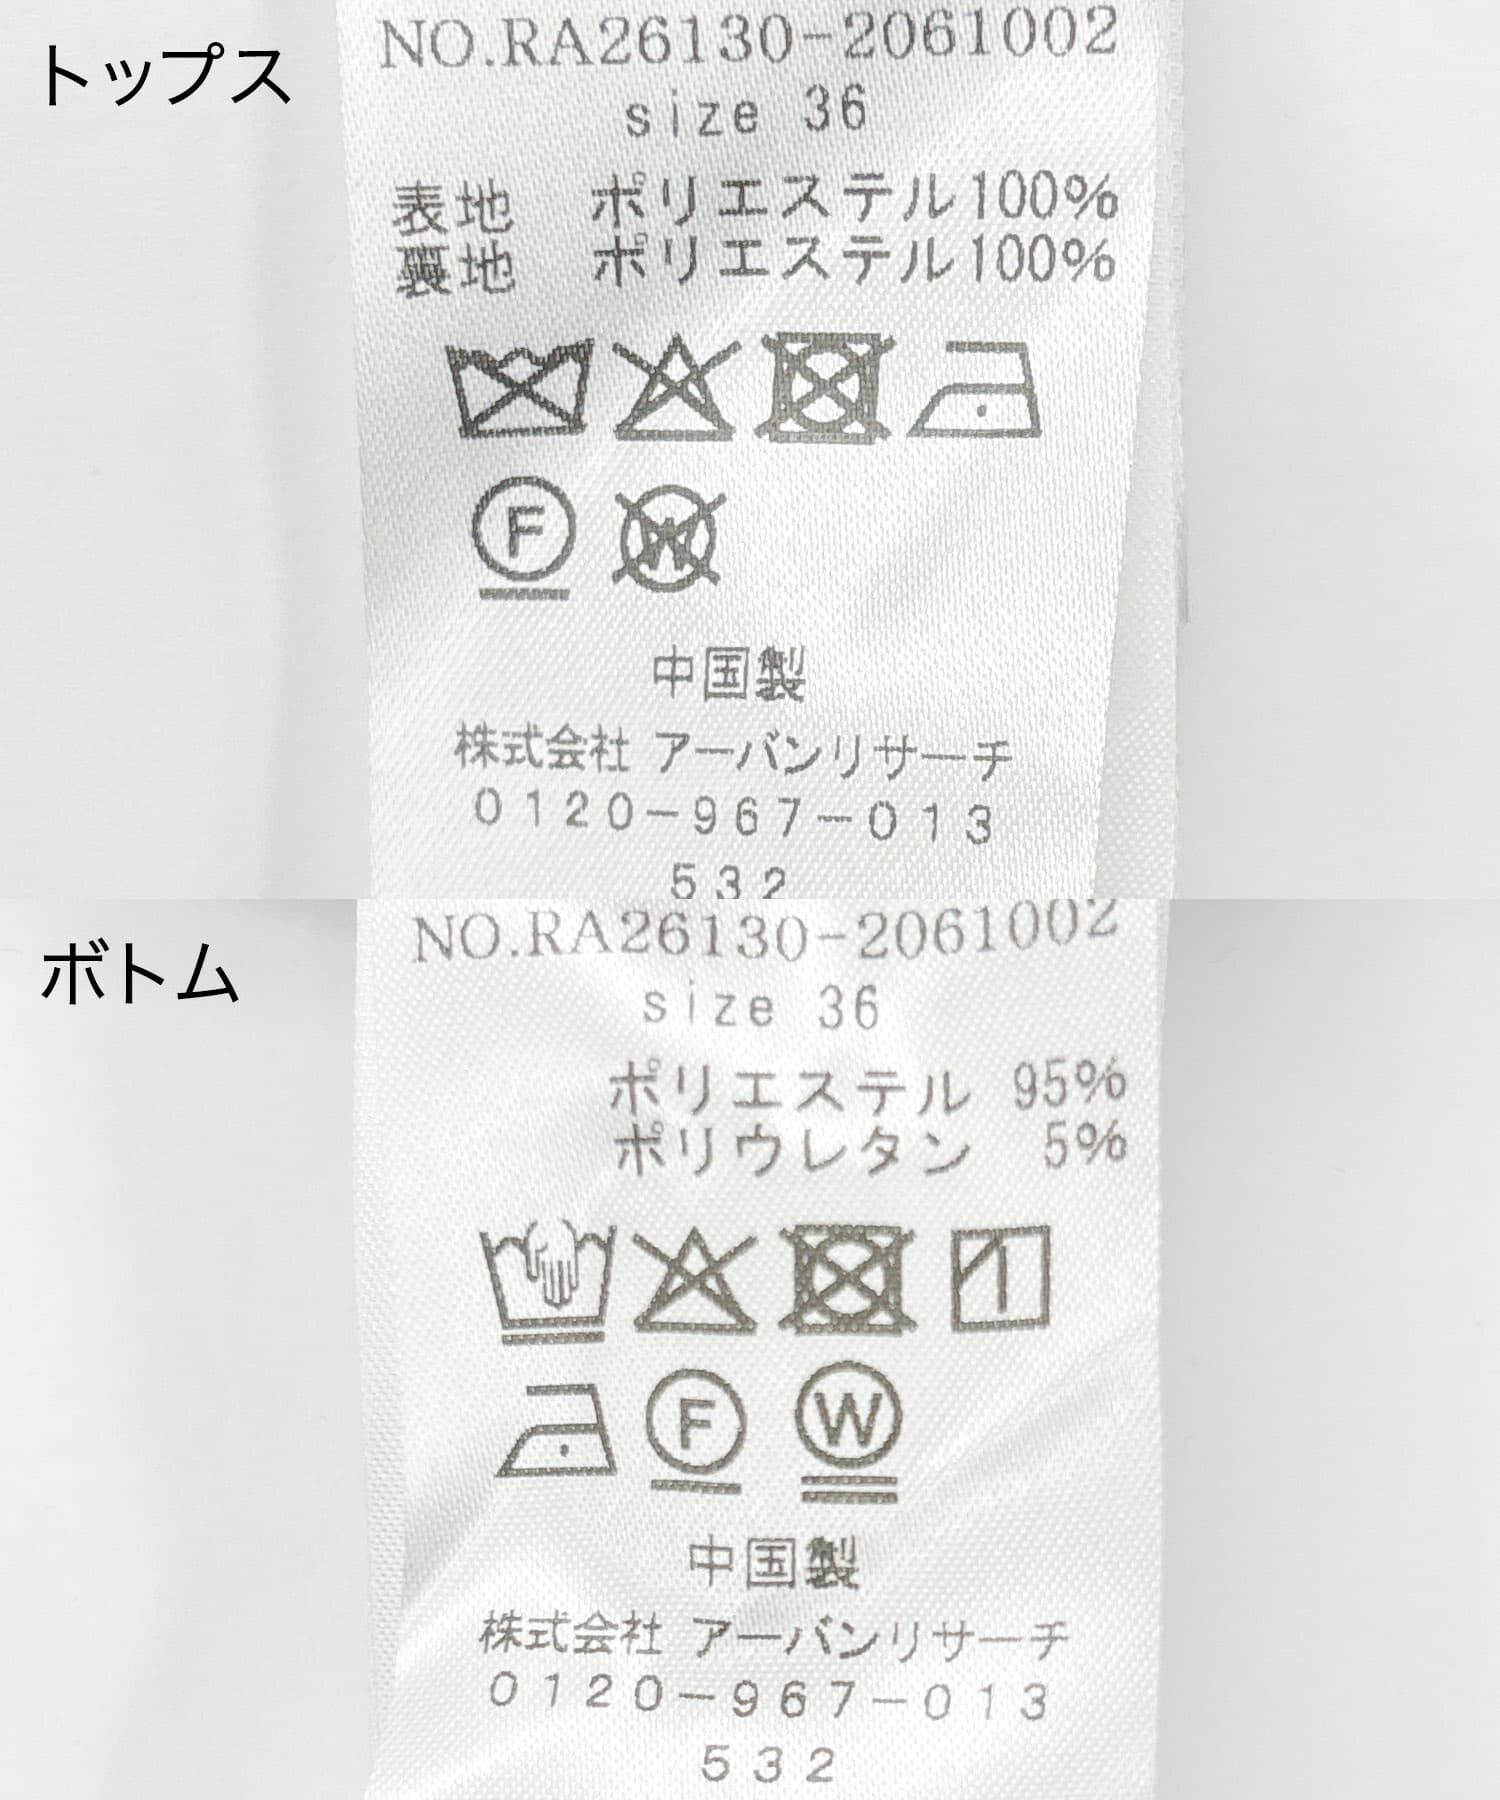 トップス
NO.RA26130-2061002
size 36
表地 ポリエステル100%
裏地 ポリエステル100%
F
W
中国製
株式会社 アーバンリサーチ
0120-967-013
532
ボトム
NO.RA26130-2061002
size 36
ポリエステル 95%
ポリウレタン 5%
F W
中国製
株式会社 アーバンリサーチ
0120-967-013
532